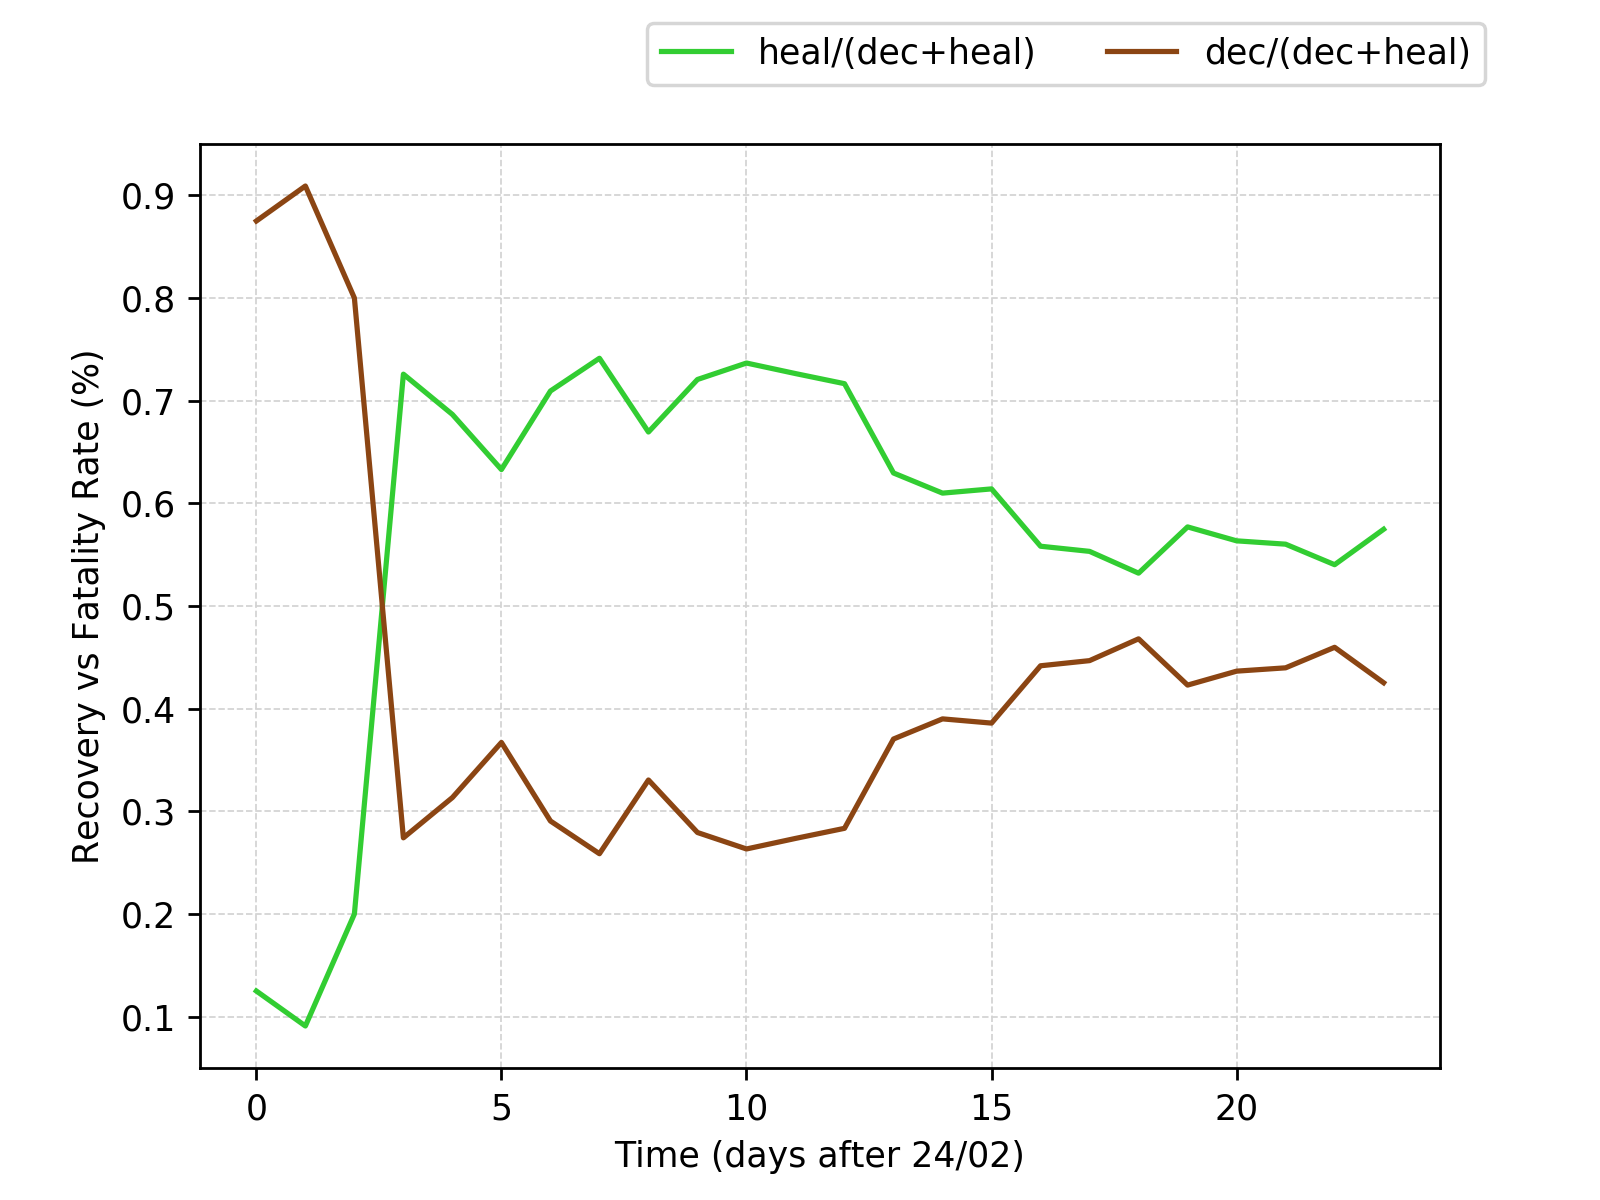 heal/(dec+heal) dec/(dec+heal)
Recovery vs Fatality Rate (%)
0.9
0.8
0.7
0.6
0.5
0.4
0.3
0.2
0.1
0 5 10 15 20
Time (days after 24/02)